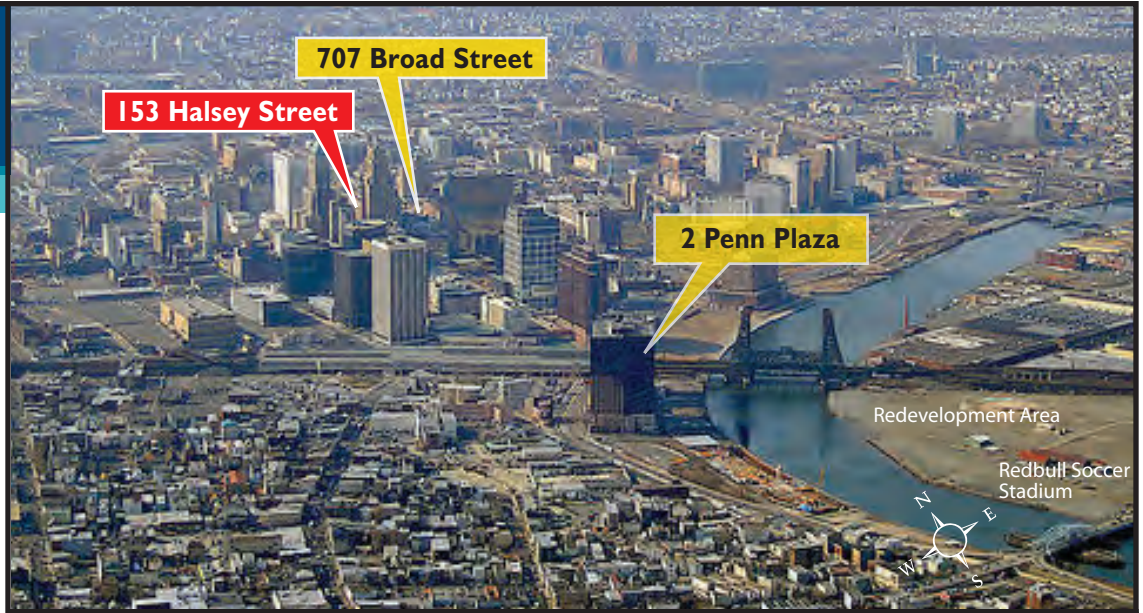 707 Broad Street
153 Halsey Street
2 Penn Plaza
Redevelopment Area
Redbull Soccer
Stadium
N
E
W
S